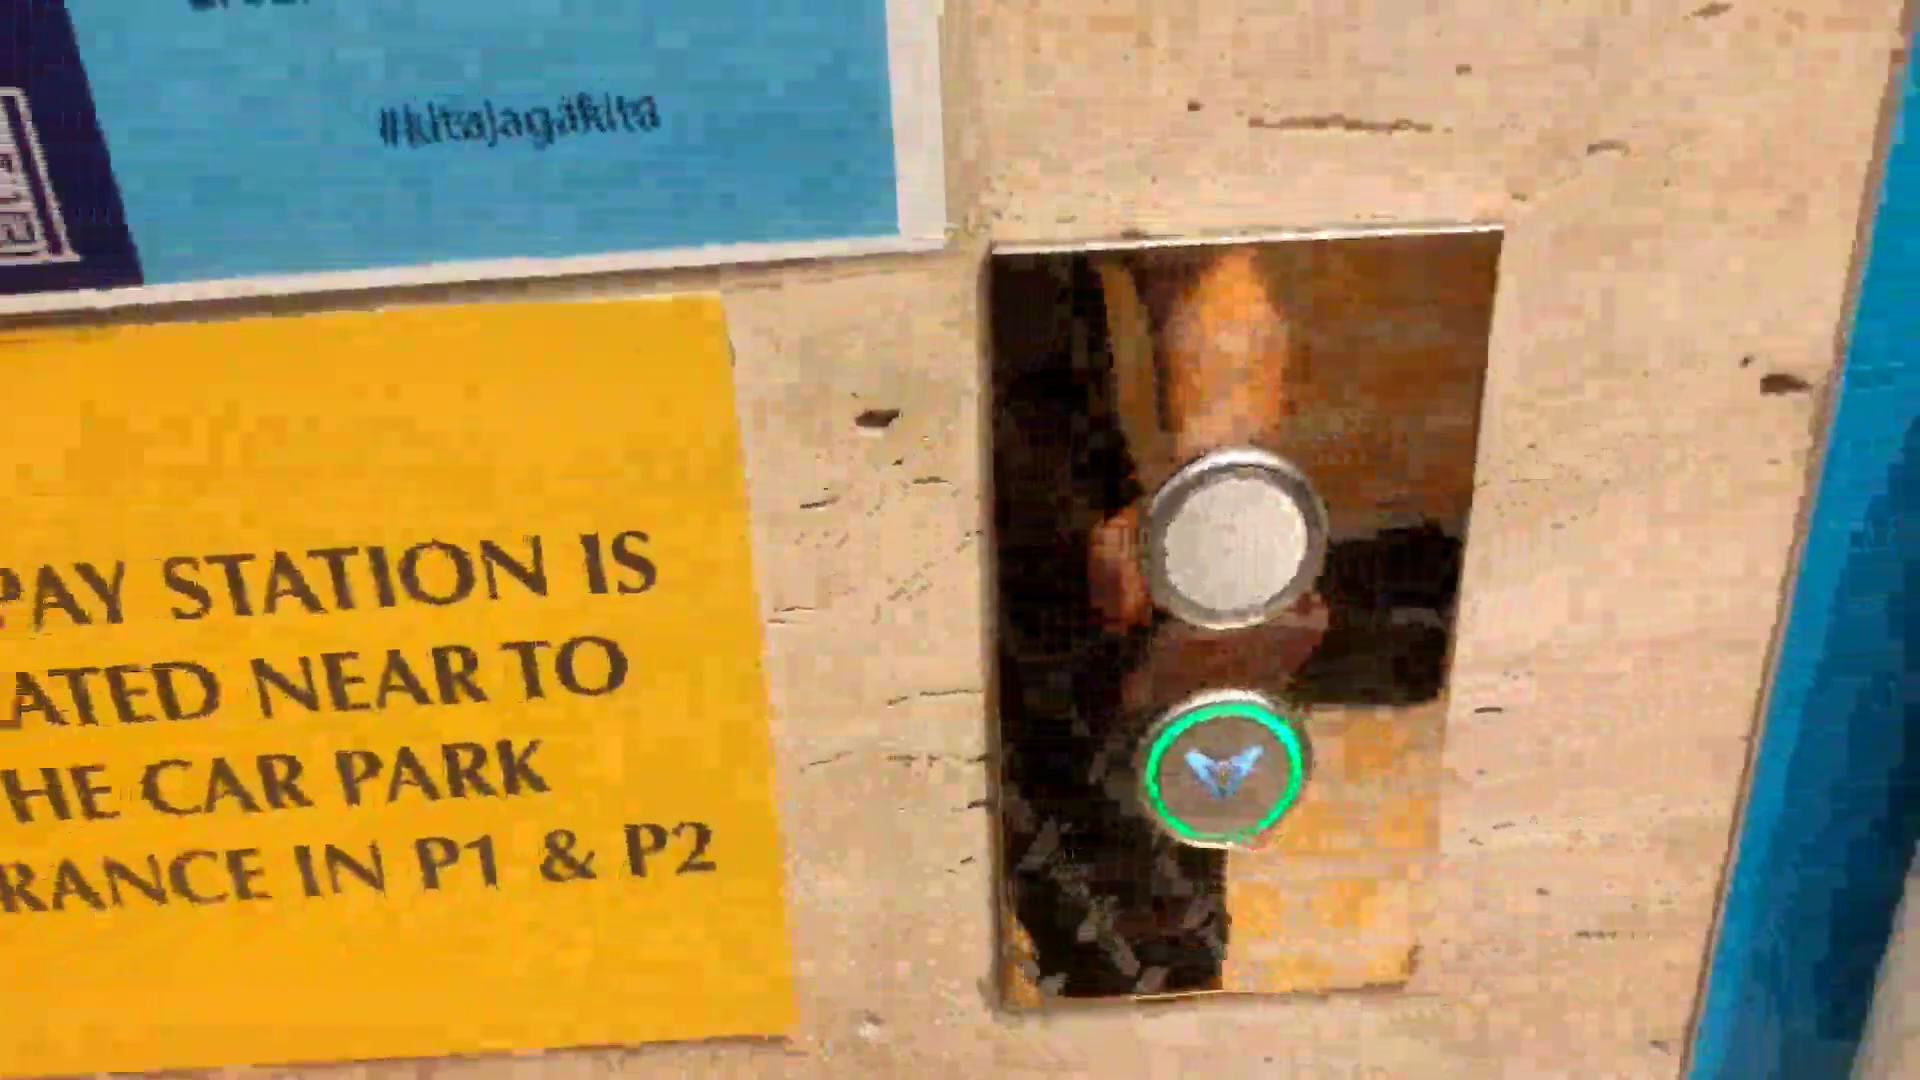 #kitajagakita
PAY STATION IS
ATED NEAR TO
HE CAR PARK
RANCE IN P1 & P2